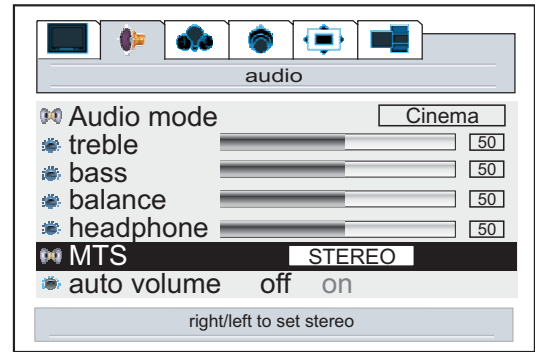 audio
Audio mode Cinema
treble 50
bass 50
balance 50
headphone 50
MTS STEREO
auto volume off on
right/left to set stereo